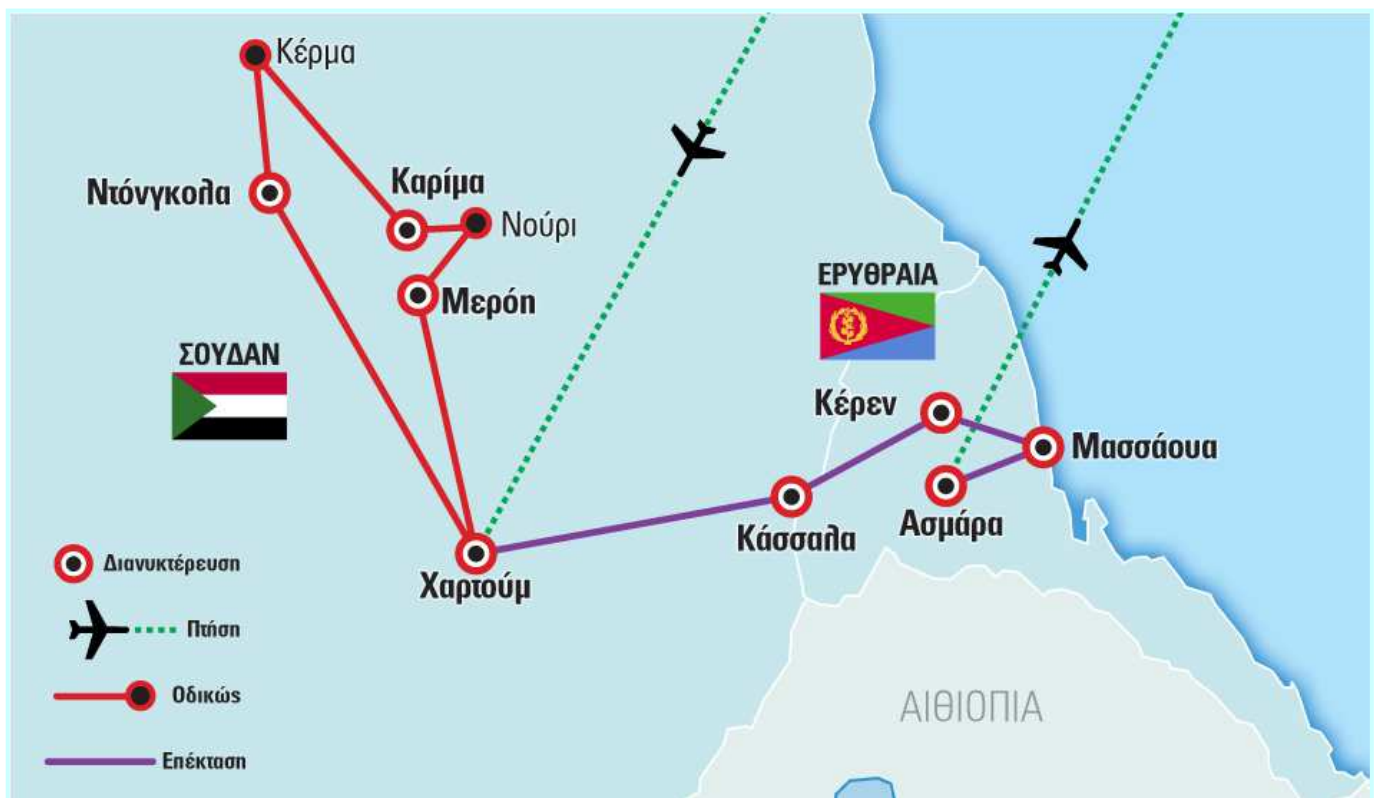 Κέρμα
Ντόνγκολα
Καρίμα
Νούρι
Μερόη
ΣΟΥΔΑΝ
ΕΡΥΘΡΑΙΑ
Κέρεν
Μασσάουα
Ασμάρα
Κάσσαλα
Χαρτούμ
ΑΙΘΙΟΠΙΑ
Διανυκτέρευση
Πτήση
Οδικώς
Επέκταση